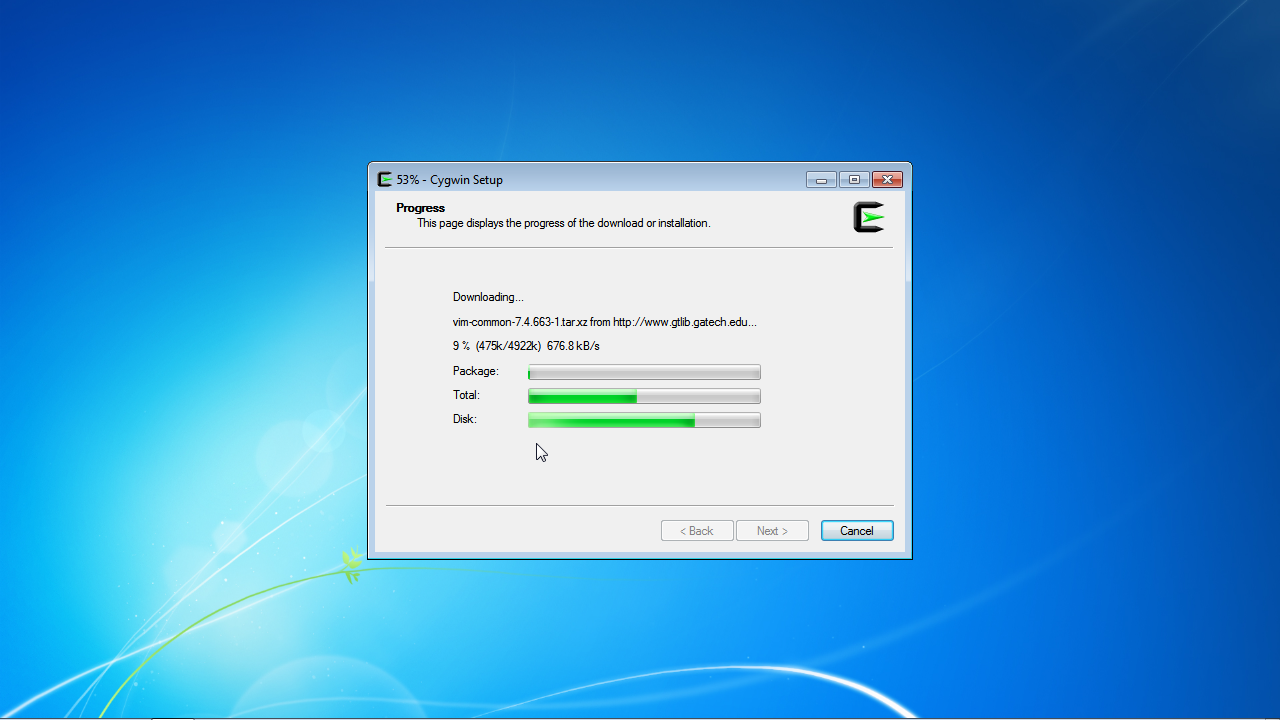 53% - Cygwin Setup
Progress
This page displays the progress of the download or installation.
Downloading...
vim-common-7.4.663-1.tar.xz from http://www.gtlib.gatech.edu...
9 % (475k/4922k) 676.8 kB/s
Package:
Total:
Disk:
< Back Next > Cancel